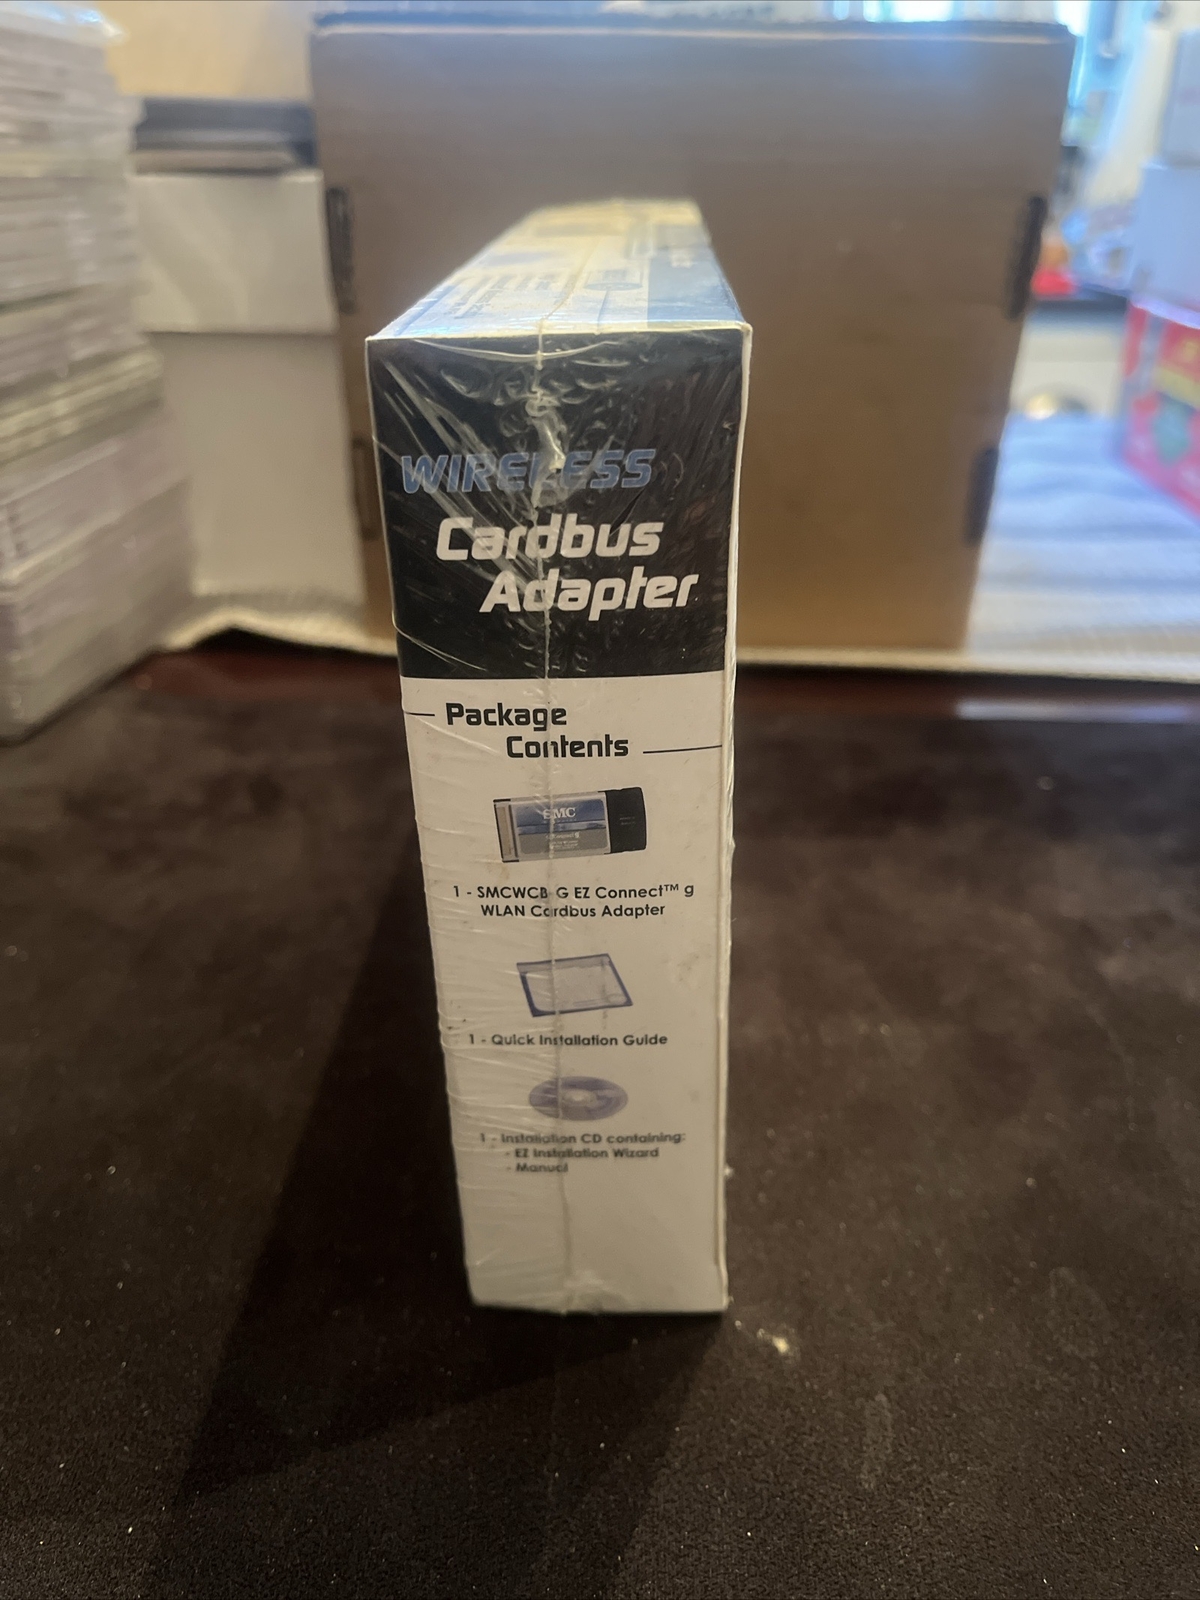 WIRELESS
Cardbus
Adapter
Package
Contents
SMC
1 - SMCWCB-G EZ Connect™ g
WLAN Cardbus Adapter
1 - Quick Installation Guide
1 - Installation CD containing:
- EZ Installation Wizard
- Manual